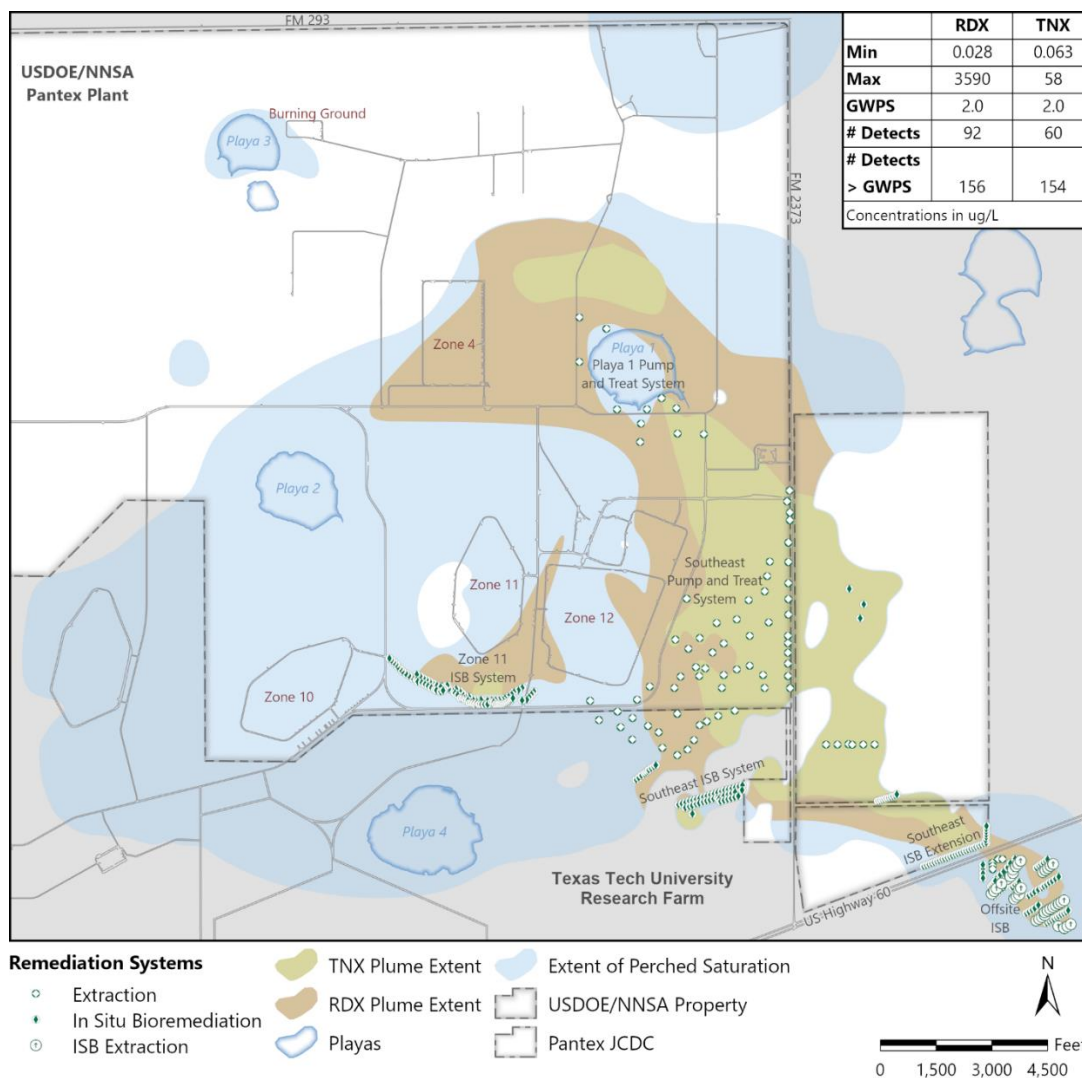 FM 293
USDOE/NNSA
Pantex Plant
RDX TNX
Min 0.028 0.063
Max 3590 58
GWPS 2.0 2.0
# Detects 92 60
# Detects
> GWPS 156 154
Concentrations in ug/L
Burning Ground
Playa 3
FM 2373
Zone 4
Playa 1
Playa 1 Pump
and Treat System
Playa 2
Southeast
Pump and Treat
System
Zone 11
Zone 12
Zone 11
ISB System
Zone 10
Southeast ISB System
Playa 4
Southeast
ISB Extension
Texas Tech University
Research Farm
US Highway 60
Offsite
ISB
Remediation Systems
Extraction
In Situ Bioremediation
ISB Extraction
TNX Plume Extent
RDX Plume Extent
Playas
Extent of Perched Saturation
USDOE/NNSA Property
Pantex JCDC
N
Feet
0 1,500 3,000 4,500